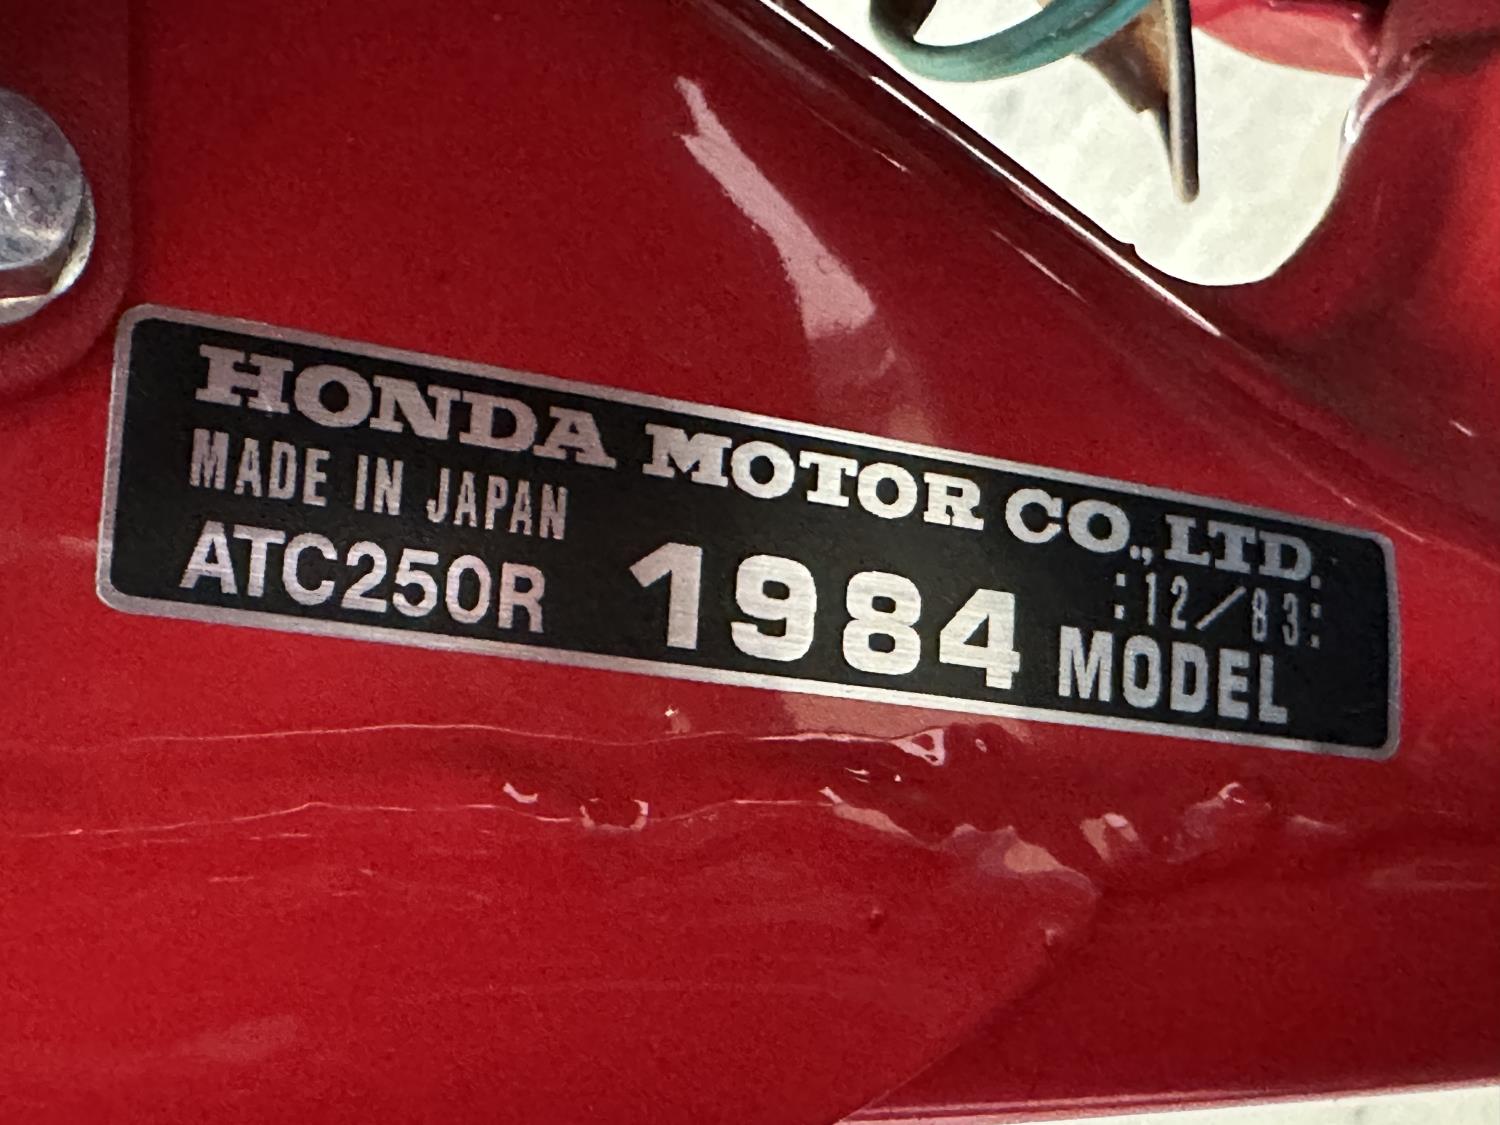 HONDA MOTOR CO., LTD.
MADE IN JAPAN :12/83:
ATC250R 1984 MODEL